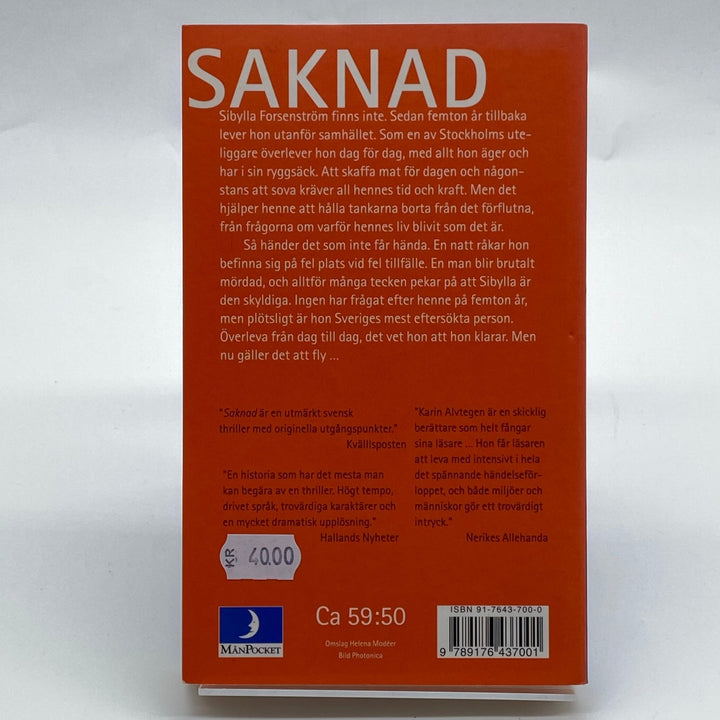 SAKNAD
Sibylla Forsenström finns inte. Sedan femton år tillbaka
lever hon utanför samhället. Som en av Stockholms ute-
liggare överlever hon dag för dag, med allt hon äger och
har i sin ryggsäck. Att skaffa mat för dagen och någon-
stans att sova kräver all hennes tid och kraft. Men det
hjälper henne att hålla tankarna borta från det förflutna,
från frågorna om varför hennes liv blivit som det är.
Så händer det som inte får hända. En natt råkar hon
befinna sig på fel plats vid fel tillfälle. En man blir brutalt
mördad, och alltför många tecken pekar på att Sibylla är
den skyldiga. Ingen har frågat efter henne på femton år,
men plötsligt är hon Sveriges mest eftersökta person.
Överleva från dag till dag, det vet hon att hon klarar. Men
nu gäller det att fly ...
"Saknad är en utmärkt svensk
thriller med originella utgångspunkter."
Kvällsposten
"En historia som har det mesta man
kan begära av en thriller. Högt tempo,
drivet språk, trovärdiga karaktärer och
en mycket dramatisk upplösning."
Hallands Nyheter
"Karin Alvtegen är en skicklig
berättare som helt fångar
sina läsare ... Hon får läsaren
att leva med intensivt i hela
det spännande händelseför-
loppet, och både miljöer och
människor gör ett trovärdigt
intryck."
Nerikes Allehanda
KR 40.00
MÅNPOCKET
Ca 59:50
Omslag Helena Modéer
Bild Photonica
ISBN 91-7643-700-0
9 789176 437001